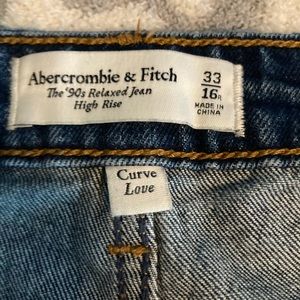 Abercrombie & Fitch
The '90s Relaxed Jean
High Rise
33
16R
MADE IN
CHINA
Curve
Love